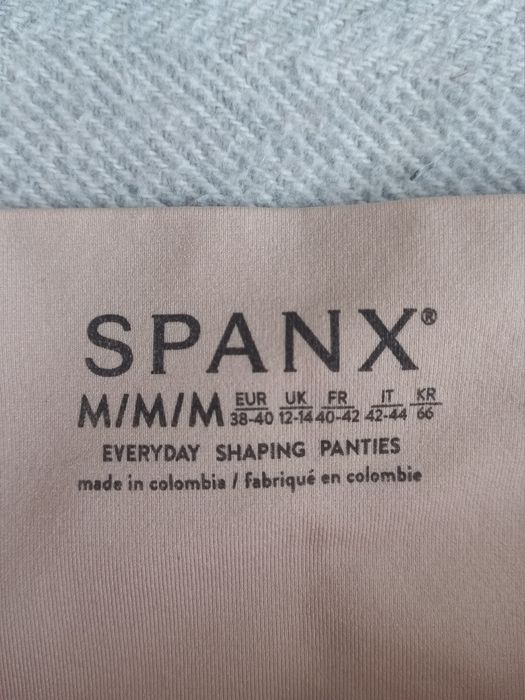 SPANX®
M/M/M EUR 38-40 UK 12-14 FR 40-42 IT 42-44 KR 66
EVERYDAY SHAPING PANTIES
made in colombia / fabriqué en colombie